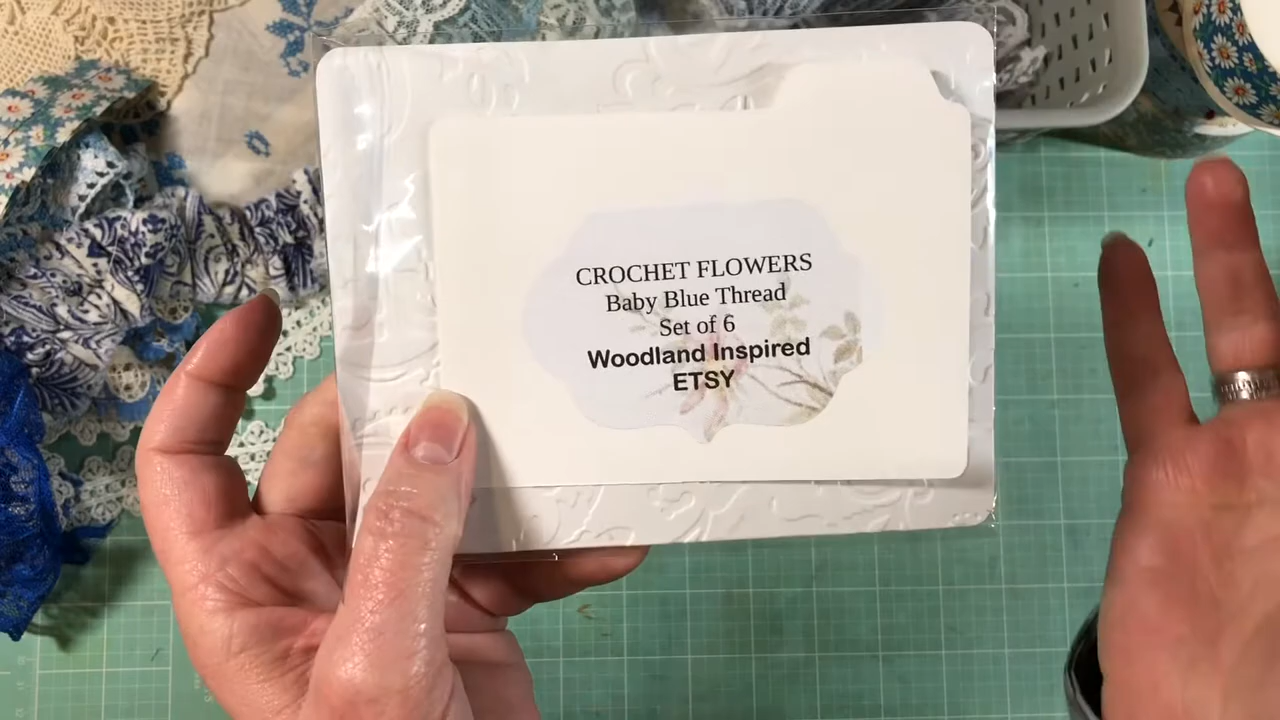 CROCHET FLOWERS
Baby Blue Thread
Set of 6
Woodland Inspired
ETSY